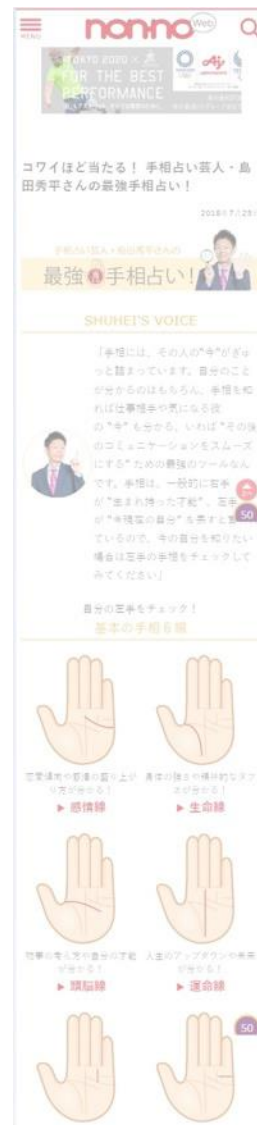 MENU
non-no Web
TOKYO 2020 ×
FOR THE BEST
PERFORMANCE
コワイほど当たる！ 手相占い芸人・島
田秀平さんの最強手相占い！
手相占い芸人・島田秀平さんの
最強の手相占い！
SHUHEI'S VOICE
「手相には、その人の“今”がぎゅ
っと詰まっています。自分のこと
が分かるのはもちろん、手相を知
れば仕事相手や気になる彼
の“今”も分かる、いわば“その後
のコミュニケーションをスムーズ
にする”ための最強のツールなん
です。手相は、一般的に右手
が“生まれ持った才能”、左手
が“今現在の自分”を表すと言
ているので、今の自分を知りたい
場合は左手の手相をチェックして
みてください」
50
自分の左手をチェック！
基本の手相6線
恋愛傾向や感情の盛り上が
り方が分かる！
▶ 感情線
身体の強さや精神的なタフ
さが分かる！
▶ 生命線
物事の考え方や自分の才能
が分かる！
▶ 頭脳線
人生のアップダウンや未来
が分かる！
▶ 運命線
50